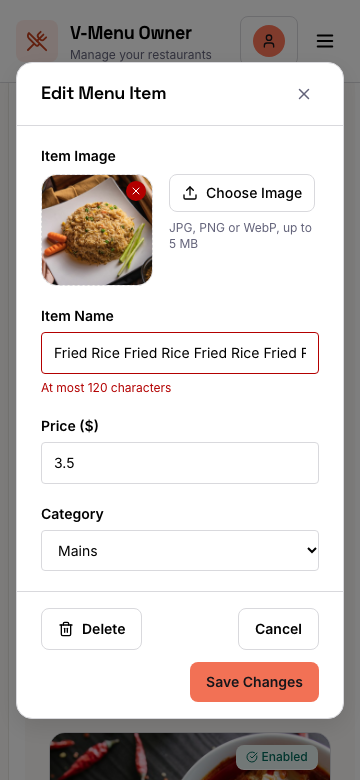 V-Menu Owner
Manage your restaurants
Edit Menu Item
Item Image
Choose Image
JPG, PNG or WebP, up to
5 MB
Item Name
Fried Rice Fried Rice Fried Rice Fried F
At most 120 characters
Price ($)
3.5
Category
Mains
Delete
Cancel
Save Changes
Enabled